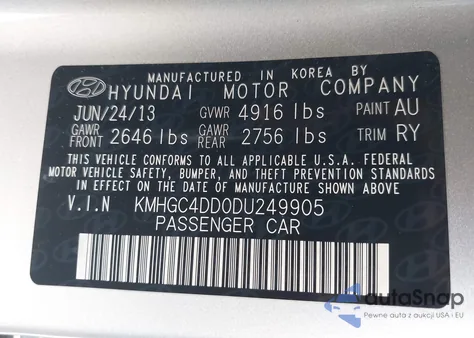 MANUFACTURED IN KOREA BY
HYUNDAI MOTOR COMPANY
JUN/24/13 GVWR 4916 lbs PAINT AU
GAWR FRONT 2646 lbs GAWR REAR 2756 lbs TRIM RY
THIS VEHICLE CONFORMS TO ALL APPLICABLE U.S.A. FEDERAL
MOTOR VEHICLE SAFETY, BUMPER, AND THEFT PREVENTION
STANDARDS IN EFFECT ON THE DATE OF MANUFACTURE SHOWN ABOVE.
V.I.N KMHGC4DD0DU249905
PASSENGER CAR
autoSnap
Pewne auta z aukcji USA i EU